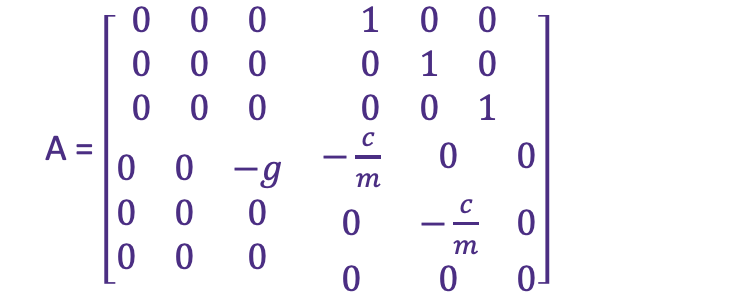 0 0 0 1 0 0
0 0 0 0 1 0
0 0 0 0 0 1
A = 0 0 −g −c/m 0 0
0 0 0 0 −c/m 0
0 0 0 0 0 0